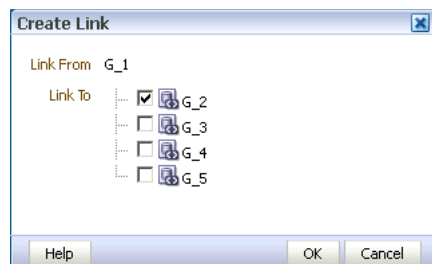 Create Link
Link From G_1
Link To
G_2
G_3
G_4
G_5
Help OK Cancel